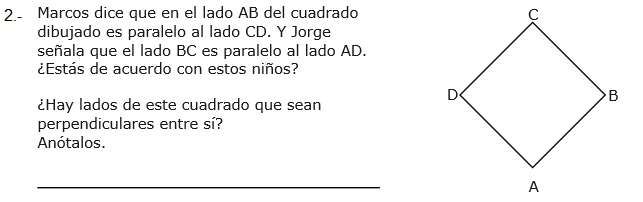 2.- Marcos dice que en el lado AB del cuadrado
dibujado es paralelo al lado CD. Y Jorge
señala que el lado BC es paralelo al lado AD.
¿Estás de acuerdo con estos niños?
¿Hay lados de este cuadrado que sean
perpendiculares entre sí?
Anótalos.
C
D
B
A